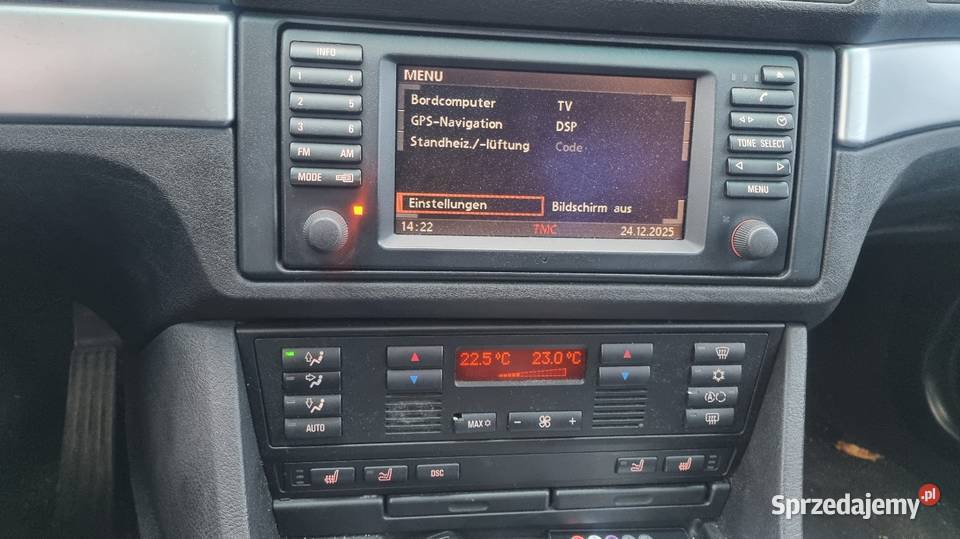 INFO
1 4
2 5
3 6
FM AM
MODE
MENU
Bordcomputer TV
GPS-Navigation DSP
Standheiz./-lüftung Code
Einstellungen Bildschirm aus
14:22 TMC 24.12.2025
TONE SELECT
MENU
22.5°C 23.0°C
AUTO
MAX
- +
A
DSC
Sprzedajemy.pl